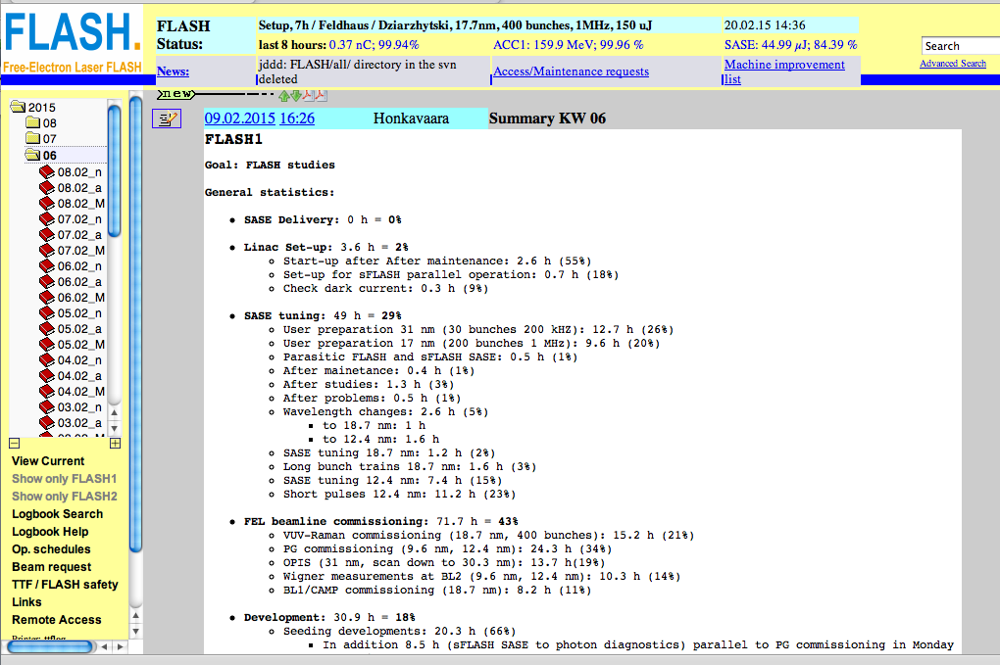 FLASH.
Free-Electron Laser FLASH
FLASH Status:
Setup, 7h / Feldhaus / Dziarzhytski, 17.7nm, 400 bunches, 1MHz, 150 uJ
20.02.15 14:36
last 8 hours: 0.37 nC; 99.94%
ACC1: 159.9 MeV; 99.96 %
SASE: 44.99 µJ; 84.39 %
News:
jddd: FLASH/all/ directory in the svn
deleted
Access/Maintenance requests
Machine improvement
list
Search
Advanced Search
2015
08
07
06
08.02_n
08.02_a
08.02_M
07.02_n
07.02_a
07.02_M
06.02_n
06.02_a
06.02_M
05.02_n
05.02_a
05.02_M
04.02_n
04.02_a
04.02_M
03.02_n
03.02_a
View Current
Show only FLASH1
Show only FLASH2
Logbook Search
Logbook Help
Op. schedules
Beam request
TTF / FLASH safety
Links
Remote Access
new
09.02.2015 16:26 Honkavaara Summary KW 06
FLASH1
Goal: FLASH studies
General statistics:
• SASE Delivery: 0 h = 0%
• Linac Set-up: 3.6 h = 2%
Start-up after After maintenance: 2.6 h (55%)
Set-up for sFLASH parallel operation: 0.7 h (18%)
Check dark current: 0.3 h (9%)
• SASE tuning: 49 h = 29%
User preparation 31 nm (30 bunches 200 kHZ): 12.7 h (26%)
User preparation 17 nm (200 bunches 1 MHz): 9.6 h (20%)
Parasitic FLASH and sFLASH SASE: 0.5 h (1%)
After mainetance: 0.4 h (1%)
After studies: 1.3 h (3%)
After problems: 0.5 h (1%)
Wavelength changes: 2.6 h (5%)
to 18.7 nm: 1 h
to 12.4 nm: 1.6 h
SASE tuning 18.7 nm: 1.2 h (2%)
Long bunch trains 18.7 nm: 1.6 h (3%)
SASE tuning 12.4 nm: 7.4 h (15%)
Short pulses 12.4 nm: 11.2 h (23%)
• FEL beamline commissioning: 71.7 h = 43%
VUV-Raman commissioning (18.7 nm, 400 bunches): 15.2 h (21%)
PG commissioning (9.6 nm, 12.4 nm): 24.3 h (34%)
OPIS (31 nm, scan down to 30.3 nm): 13.7 h(19%)
Wigner measurements at BL2 (9.6 nm, 12.4 nm): 10.3 h (14%)
BL1/CAMP commissioning (18.7 nm): 8.2 h (11%)
• Development: 30.9 h = 18%
Seeding developments: 20.3 h (66%)
In addition 8.5 h (sFLASH SASE to photon diagnostics) parallel to PG commissioning in Monday